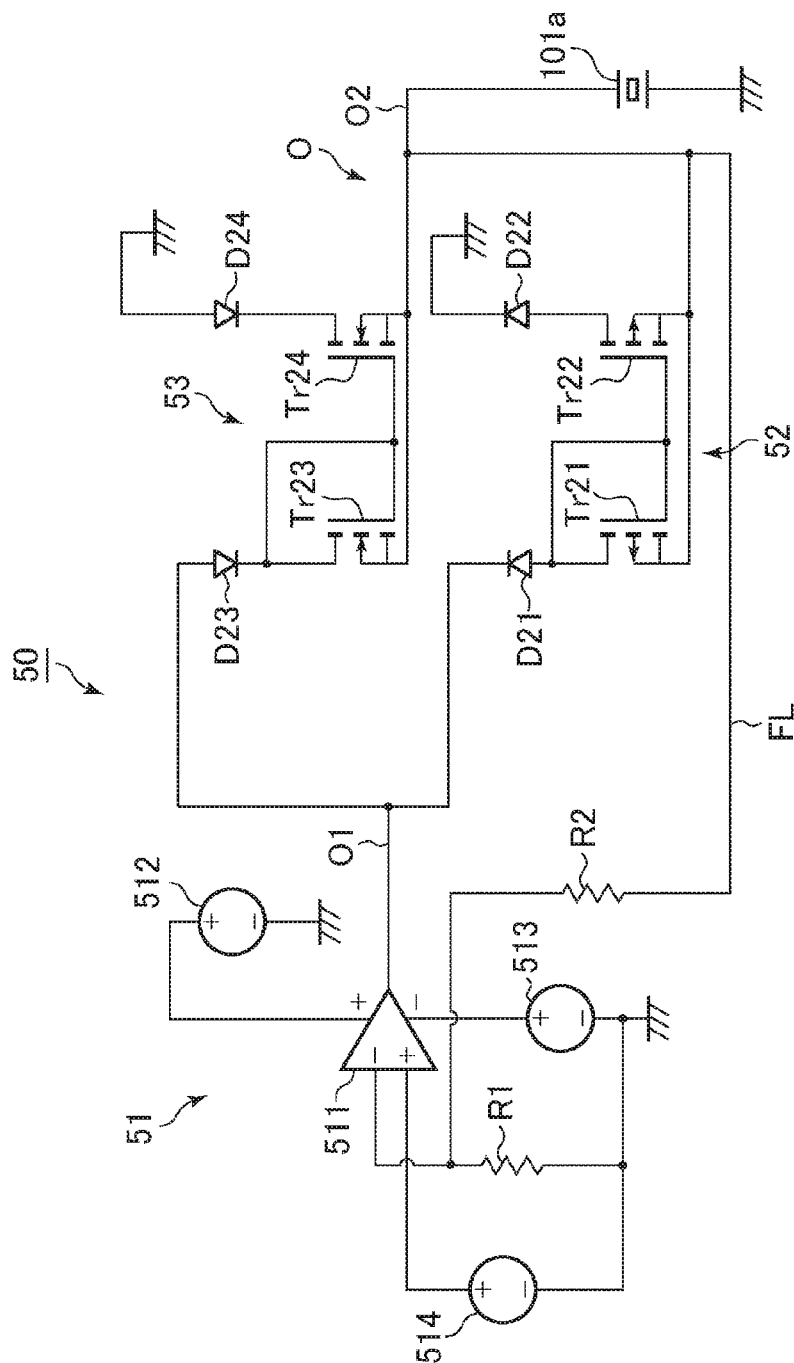 50
51
512
511
+
−
−
+
+
−
O1
513
+
−
514
+
−
R1
R2
FL
53
D23
Tr23
Tr24
D24
O
O2
101a
D21
Tr21
Tr22
D22
52